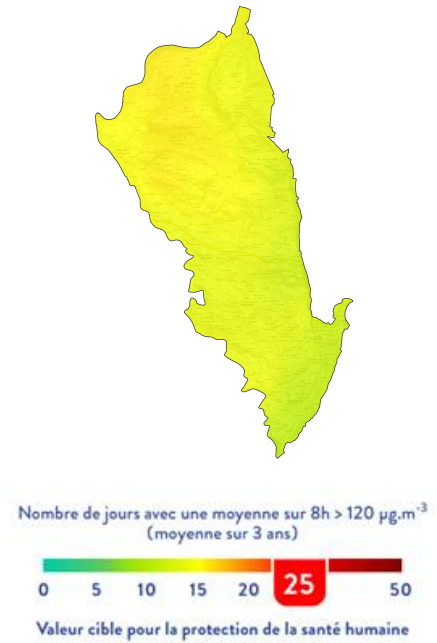 Nombre de jours avec une moyenne sur 8h > 120 µg.m⁻³
(moyenne sur 3 ans)
0 5 10 15 20 25 50
Valeur cible pour la protection de la santé humaine